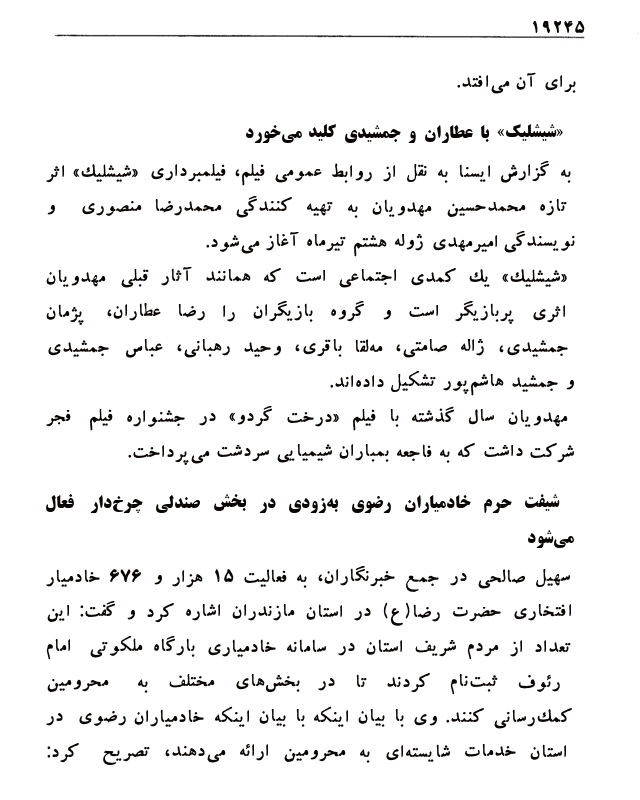 ۱۹۲۴۵
برای آن می‌افتد.
«شیشلیک» با عطاران و جمشیدی کلید می‌خورد
به گزارش ایسنا به نقل از روابط عمومی فیلم، فیلمبرداری «شیشلیك» اثر
تازه محمدحسین مهدویان به تهیه کنندگی محمدرضا منصوری و
نویسندگی امیرمهدی ژوله هشتم تیرماه آغاز می‌شود.
«شیشلیك» یك کمدی اجتماعی است که همانند آثار قبلی مهدویان
اثری پربازیگر است و گروه بازیگران را رضا عطاران، پژمان
جمشیدی، ژاله صامتی، مه‌لقا باقری، وحید رهبانی، عباس جمشیدی
و جمشید هاشم‌پور تشکیل داده‌اند.
مهدویان سال گذشته با فیلم «درخت گردو» در جشنواره فیلم فجر
شرکت داشت که به فاجعه بمباران شیمیایی سردشت می‌پرداخت.
شیفت حرم خادمیاران رضوی به‌زودی در بخش صندلی چرخ‌دار فعال
می‌شود
سهیل صالحی در جمع خبرنگاران، به فعالیت ۱۵ هزار و ۶۷۶ خادمیار
افتخاری حضرت رضا(ع) در استان مازندران اشاره کرد و گفت: این
تعداد از مردم شریف استان در سامانه خادمیاری بارگاه ملکوتی امام
رئوف ثبت‌نام کردند تا در بخش‌های مختلف به محرومین
کمك‌رسانی کنند. وی با بیان اینکه با بیان اینکه خادمیاران رضوی در
استان خدمات شایسته‌ای به محرومین ارائه می‌دهند، تصریح کرد: